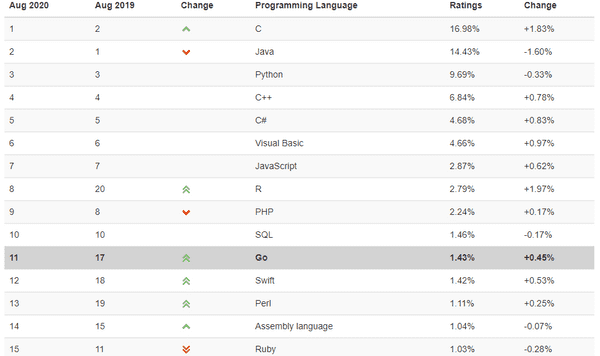 Aug 2020 Aug 2019 Change Programming Language Ratings Change
1 2 C 16.98% +1.83%
2 1 Java 14.43% -1.60%
3 3 Python 9.69% -0.33%
4 4 C++ 6.84% +0.78%
5 5 C# 4.68% +0.83%
6 6 Visual Basic 4.66% +0.97%
7 7 JavaScript 2.87% +0.62%
8 20 R 2.79% +1.97%
9 8 PHP 2.24% +0.17%
10 10 SQL 1.46% -0.17%
11 17 Go 1.43% +0.45%
12 18 Swift 1.42% +0.53%
13 19 Perl 1.11% +0.25%
14 15 Assembly language 1.04% -0.07%
15 11 Ruby 1.03% -0.28%